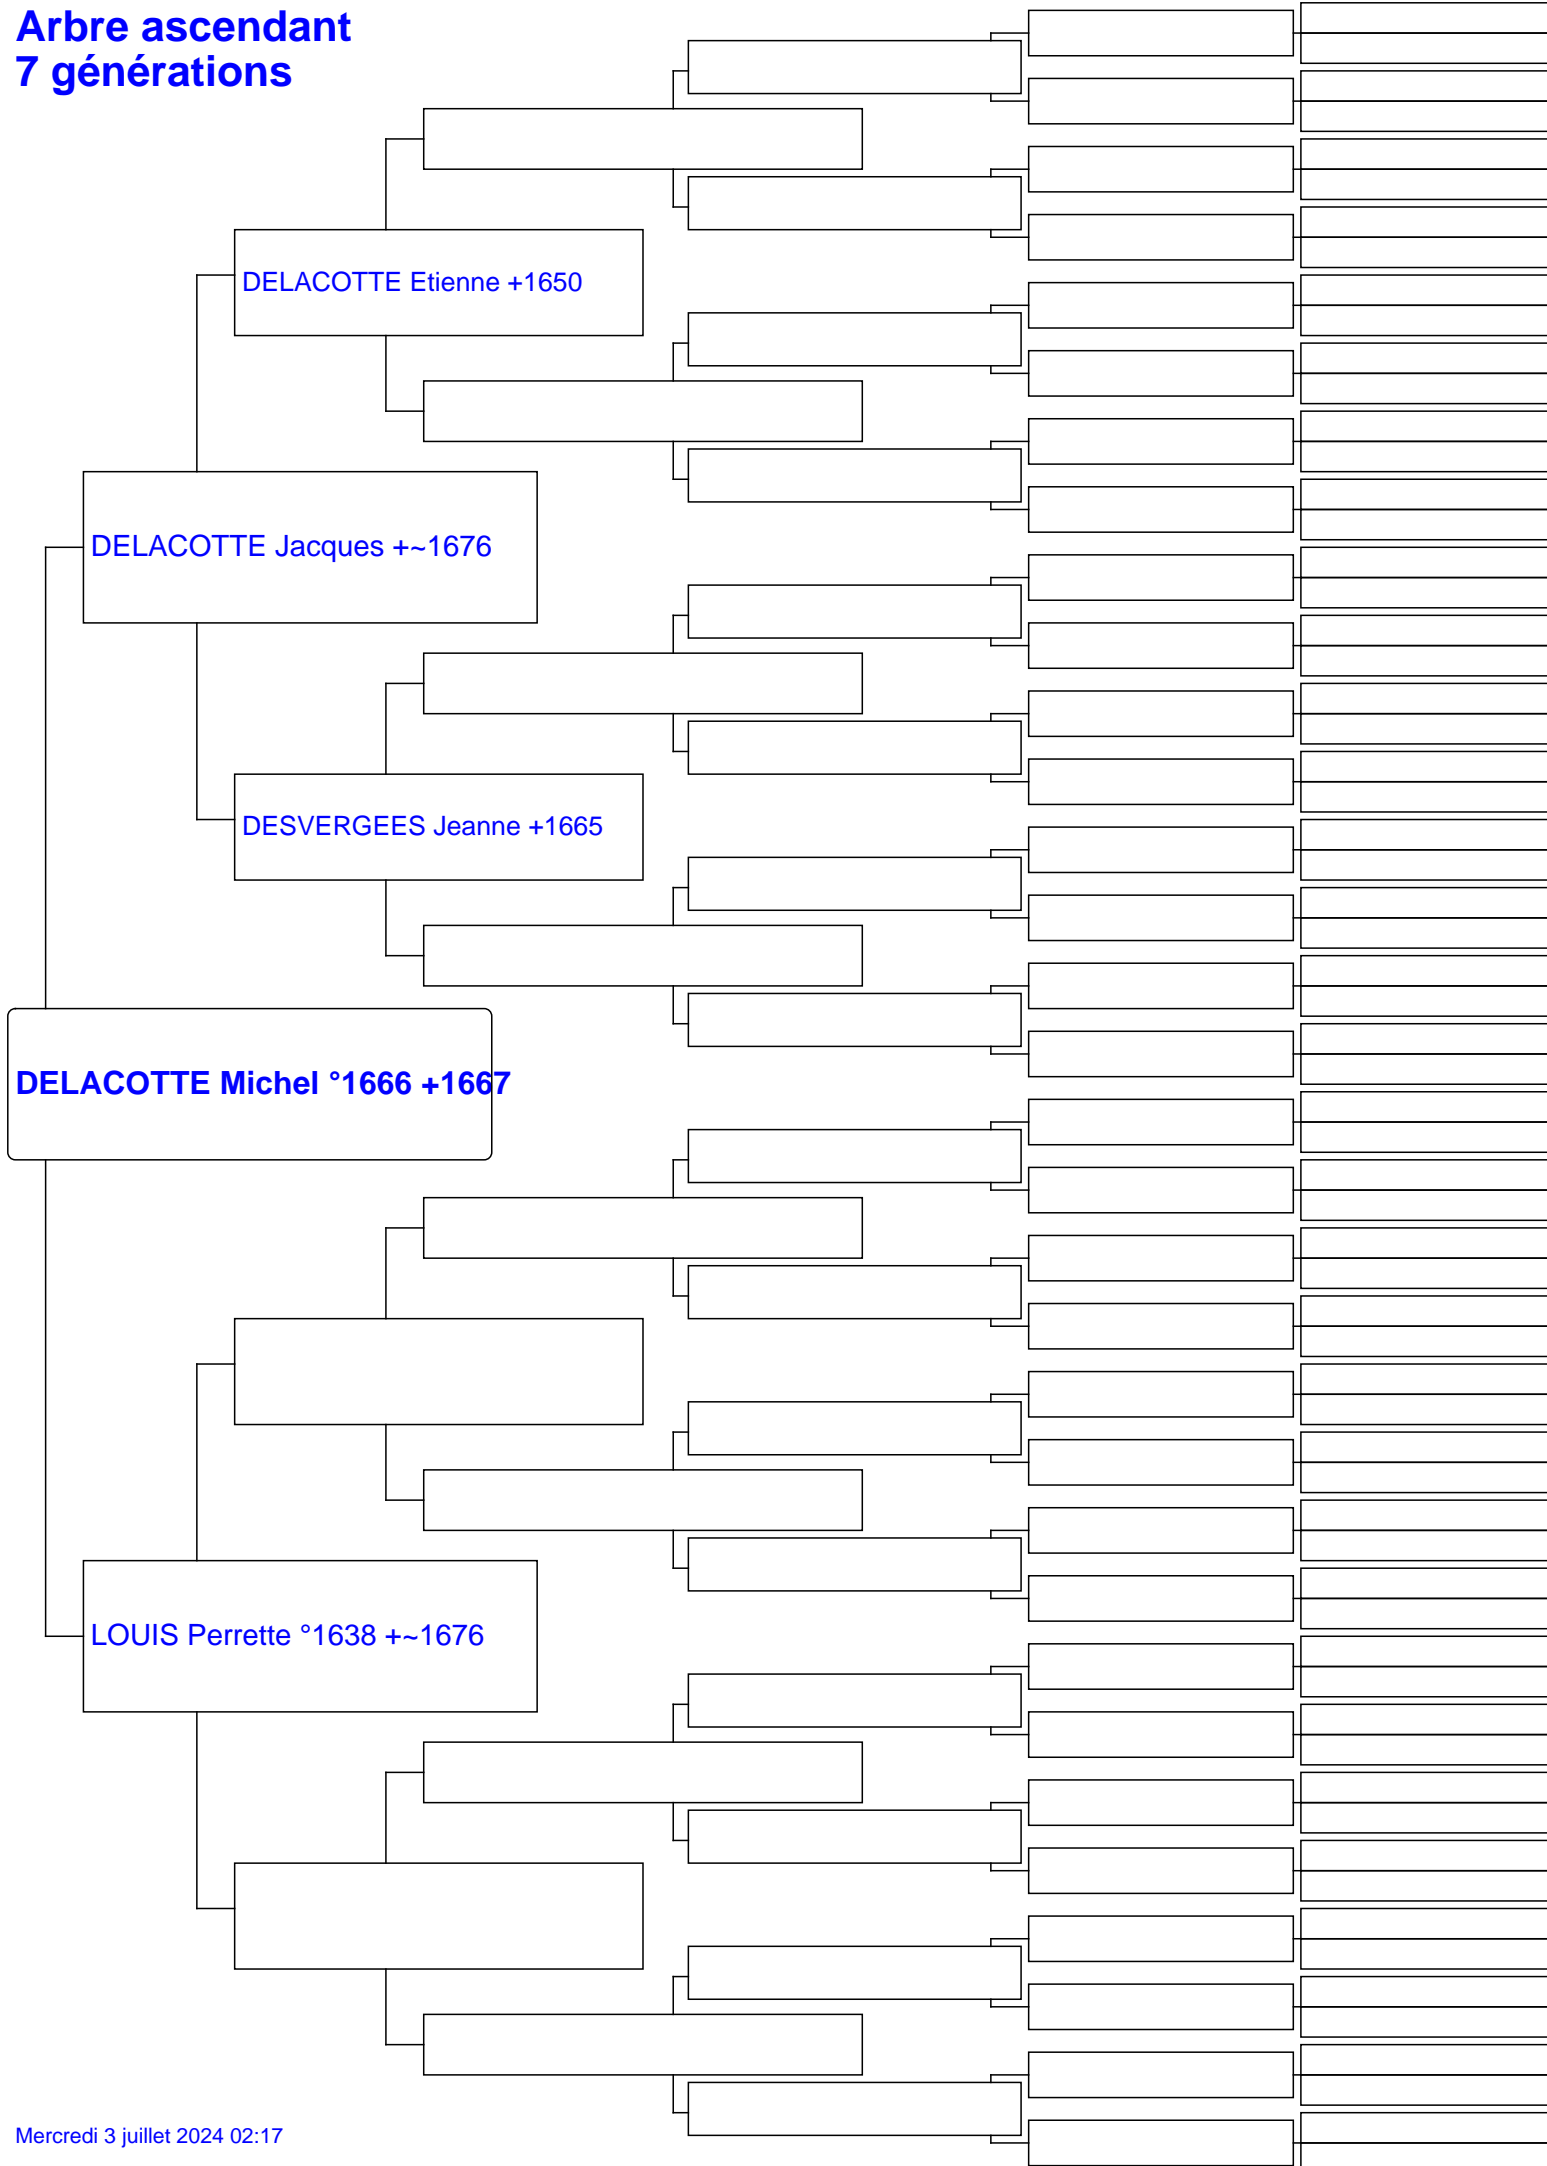 Arbre ascendant
7 générations
DELACOTTE Etienne +1650
DELACOTTE Jacques +~1676
DESVERGEES Jeanne +1665
DELACOTTE Michel °1666 +1667
LOUIS Perrette °1638 +~1676
Mercredi 3 juillet 2024 02:17